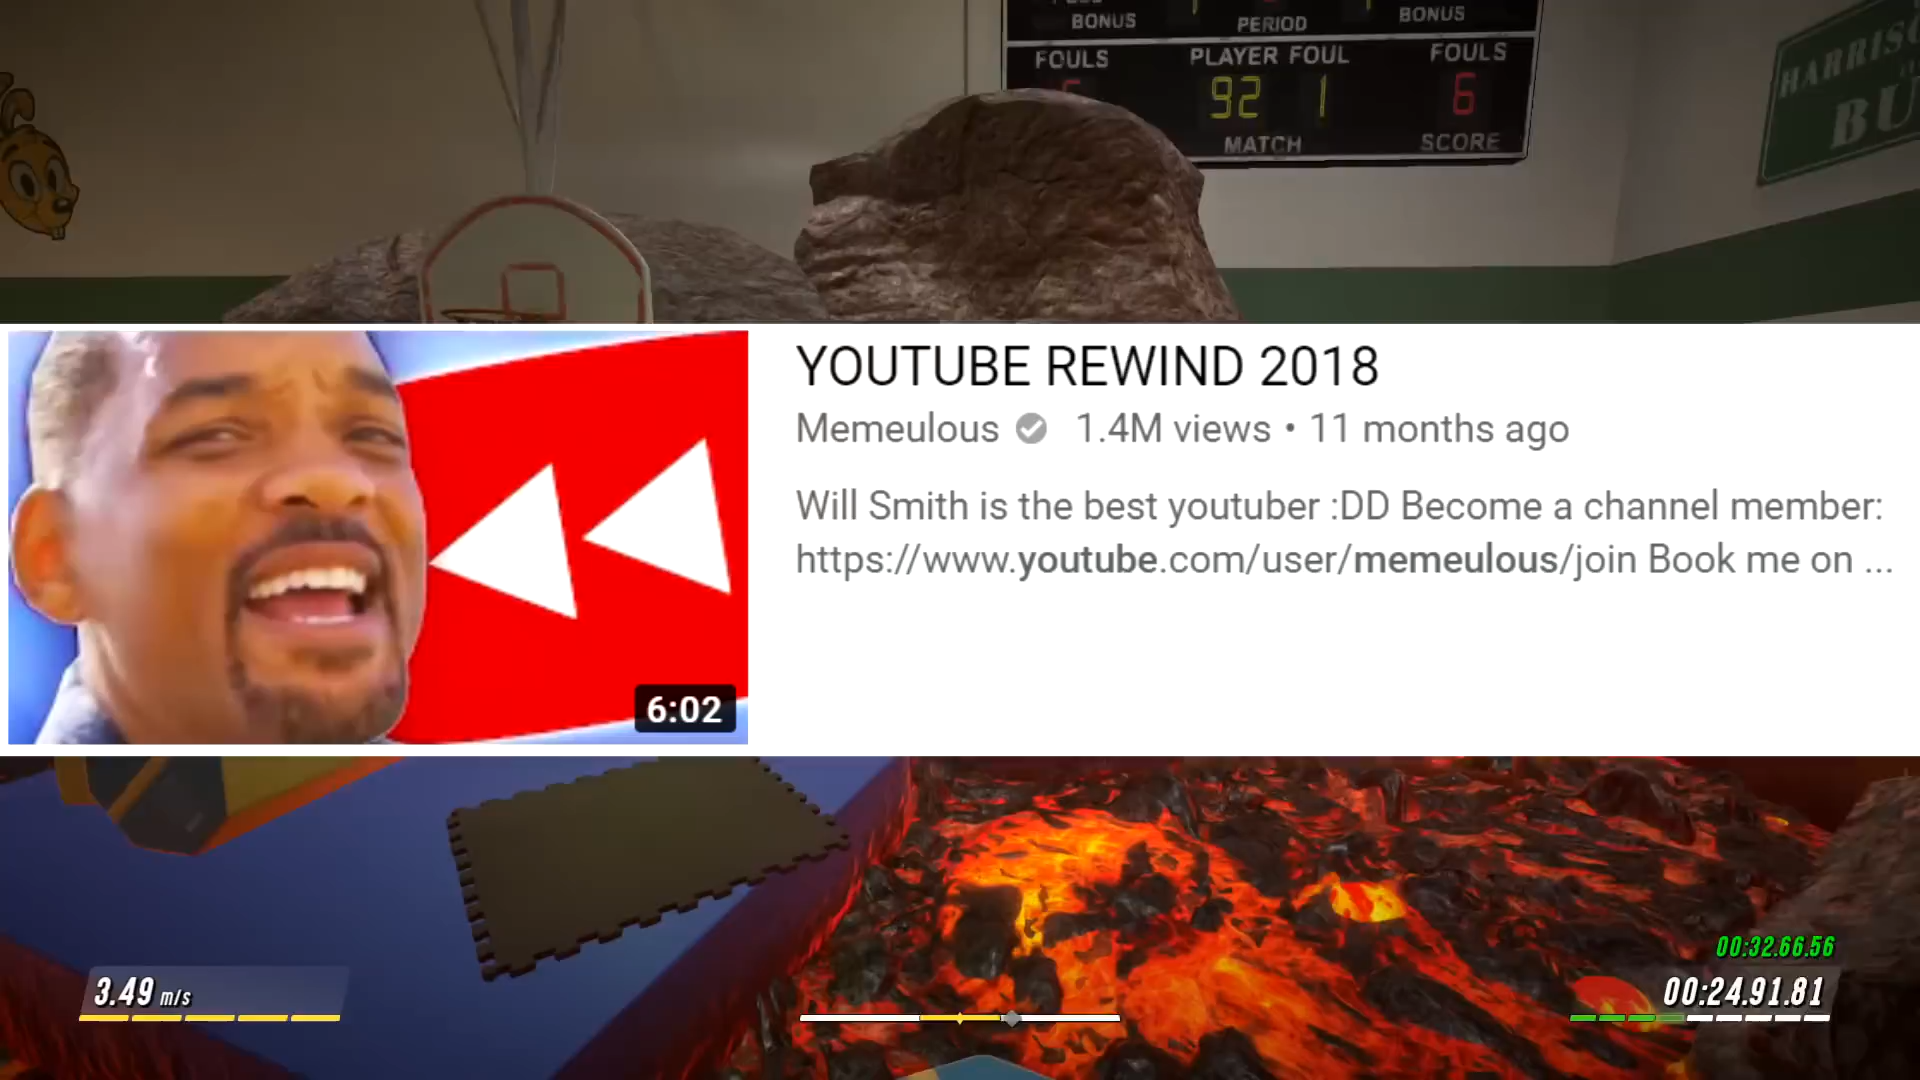 BONUS PERIOD BONUS
FOULS PLAYER FOUL FOULS
92 1 6
MATCH SCORE
YOUTUBE REWIND 2018
Memeulous 1.4M views • 11 months ago
Will Smith is the best youtuber :DD Become a channel member:
https://www.youtube.com/user/memeulous/join Book me on ...
6:02
00:32.66.56
3.49 m/s
00:24.91.81